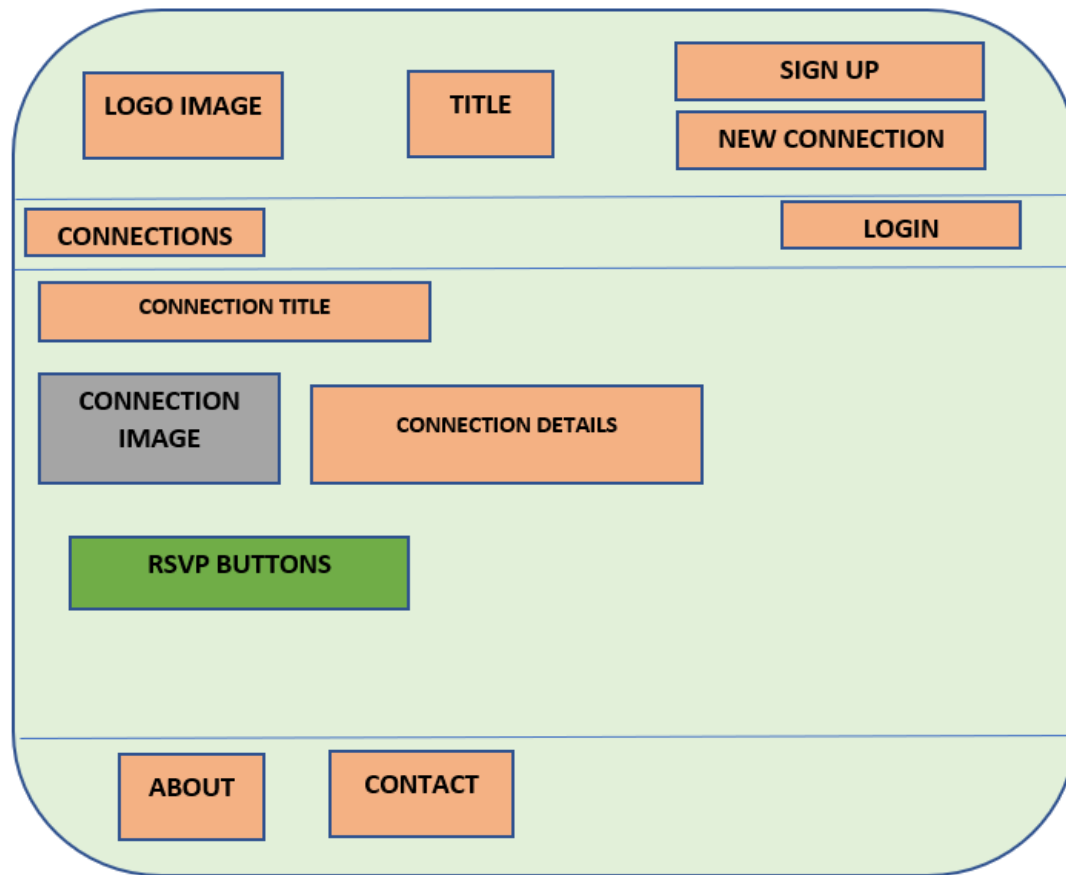 LOGO IMAGE
TITLE
SIGN UP
NEW CONNECTION
CONNECTIONS
LOGIN
CONNECTION TITLE
CONNECTION
IMAGE
CONNECTION DETAILS
RSVP BUTTONS
ABOUT
CONTACT